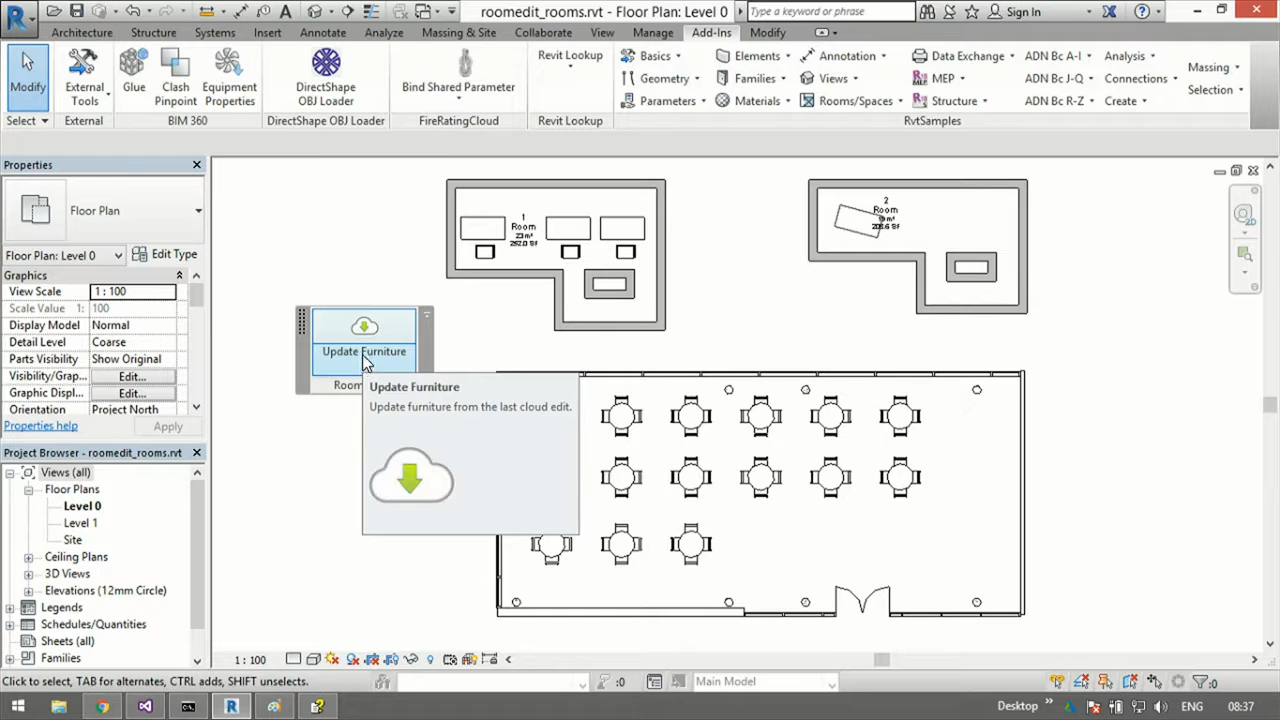 roomedit_rooms.rvt - Floor Plan: Level 0
Type a keyword or phrase
Sign In
Architecture Structure Systems Insert Annotate Analyze Massing & Site Collaborate View Manage Add-Ins Modify
Modify
Select
External Tools
External
Glue
Clash Pinpoint
Equipment Properties
BIM 360
DirectShape OBJ Loader
DirectShape OBJ Loader
Bind Shared Parameter
FireRatingCloud
Revit Lookup
Revit Lookup
Basics Elements Annotation Data Exchange ADN Bc A-I Analysis
Geometry Families Views MEP ADN Bc J-Q Connections
Parameters Materials Rooms/Spaces Structure ADN Bc R-Z Create
Massing
Selection
RvtSamples
Properties
Floor Plan
Floor Plan: Level 0
Edit Type
Graphics
View Scale 1 : 100
Scale Value 1: 100
Display Model Normal
Detail Level Coarse
Parts Visibility Show Original
Visibility/Grap... Edit...
Graphic Displ... Edit...
Orientation Project North
Properties help
Apply
Project Browser - roomedit_rooms.rvt
Views (all)
Floor Plans
Level 0
Level 1
Site
Ceiling Plans
3D Views
Elevations (12mm Circle)
Legends
Schedules/Quantities
Sheets (all)
Families
1
Room
2
Room
Update Furniture
Room
Update Furniture
Update furniture from the last cloud edit.
1 : 100
Click to select, TAB for alternates, CTRL adds, SHIFT unselects.
:0
Main Model
:0
Desktop
ENG
08:37